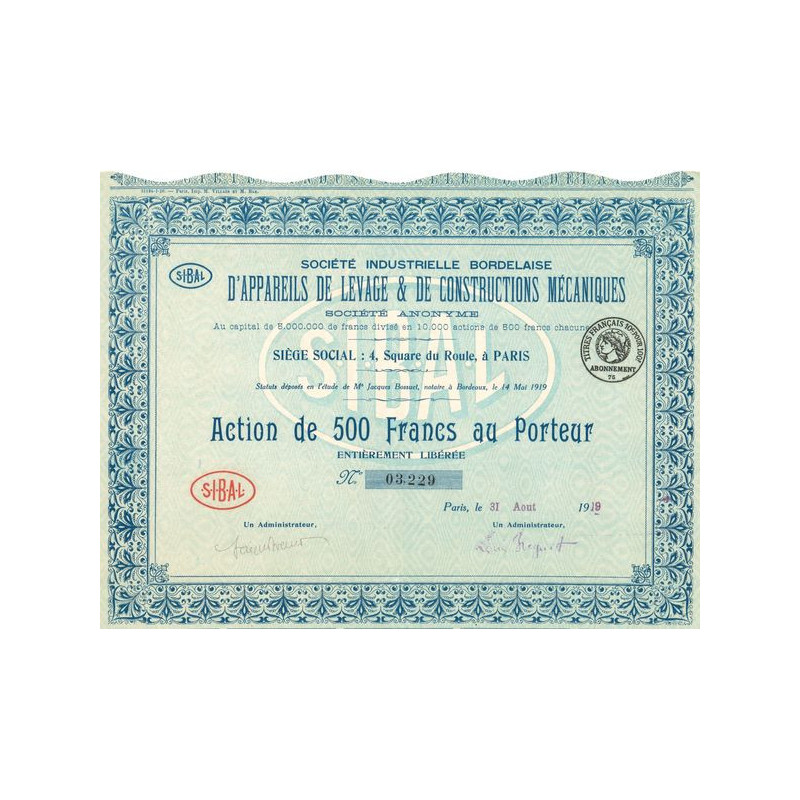 SIBAL
SOCIÉTÉ INDUSTRIELLE BORDELAISE
D'APPAREILS DE LEVAGE & DE CONSTRUCTIONS MÉCANIQUES
SOCIÉTÉ ANONYME
Au capital de 5.000.000 de francs divisé en 10.000 actions de 500 francs chacune
SIÈGE SOCIAL : 4, Square du Roule, à PARIS
Statuts déposés en l'étude de Me Jacques Bossuet, notaire à Bordeaux, le 14 Mai 1919
TITRES FRANÇAIS
ABONNEMENT
75
SIBAL
Action de 500 Francs au Porteur
ENTIÈREMENT LIBÉRÉE
No 03.229
S.I.B.A.L.
Paris, le 31 Aout 1919
Un Administrateur, Un Administrateur,